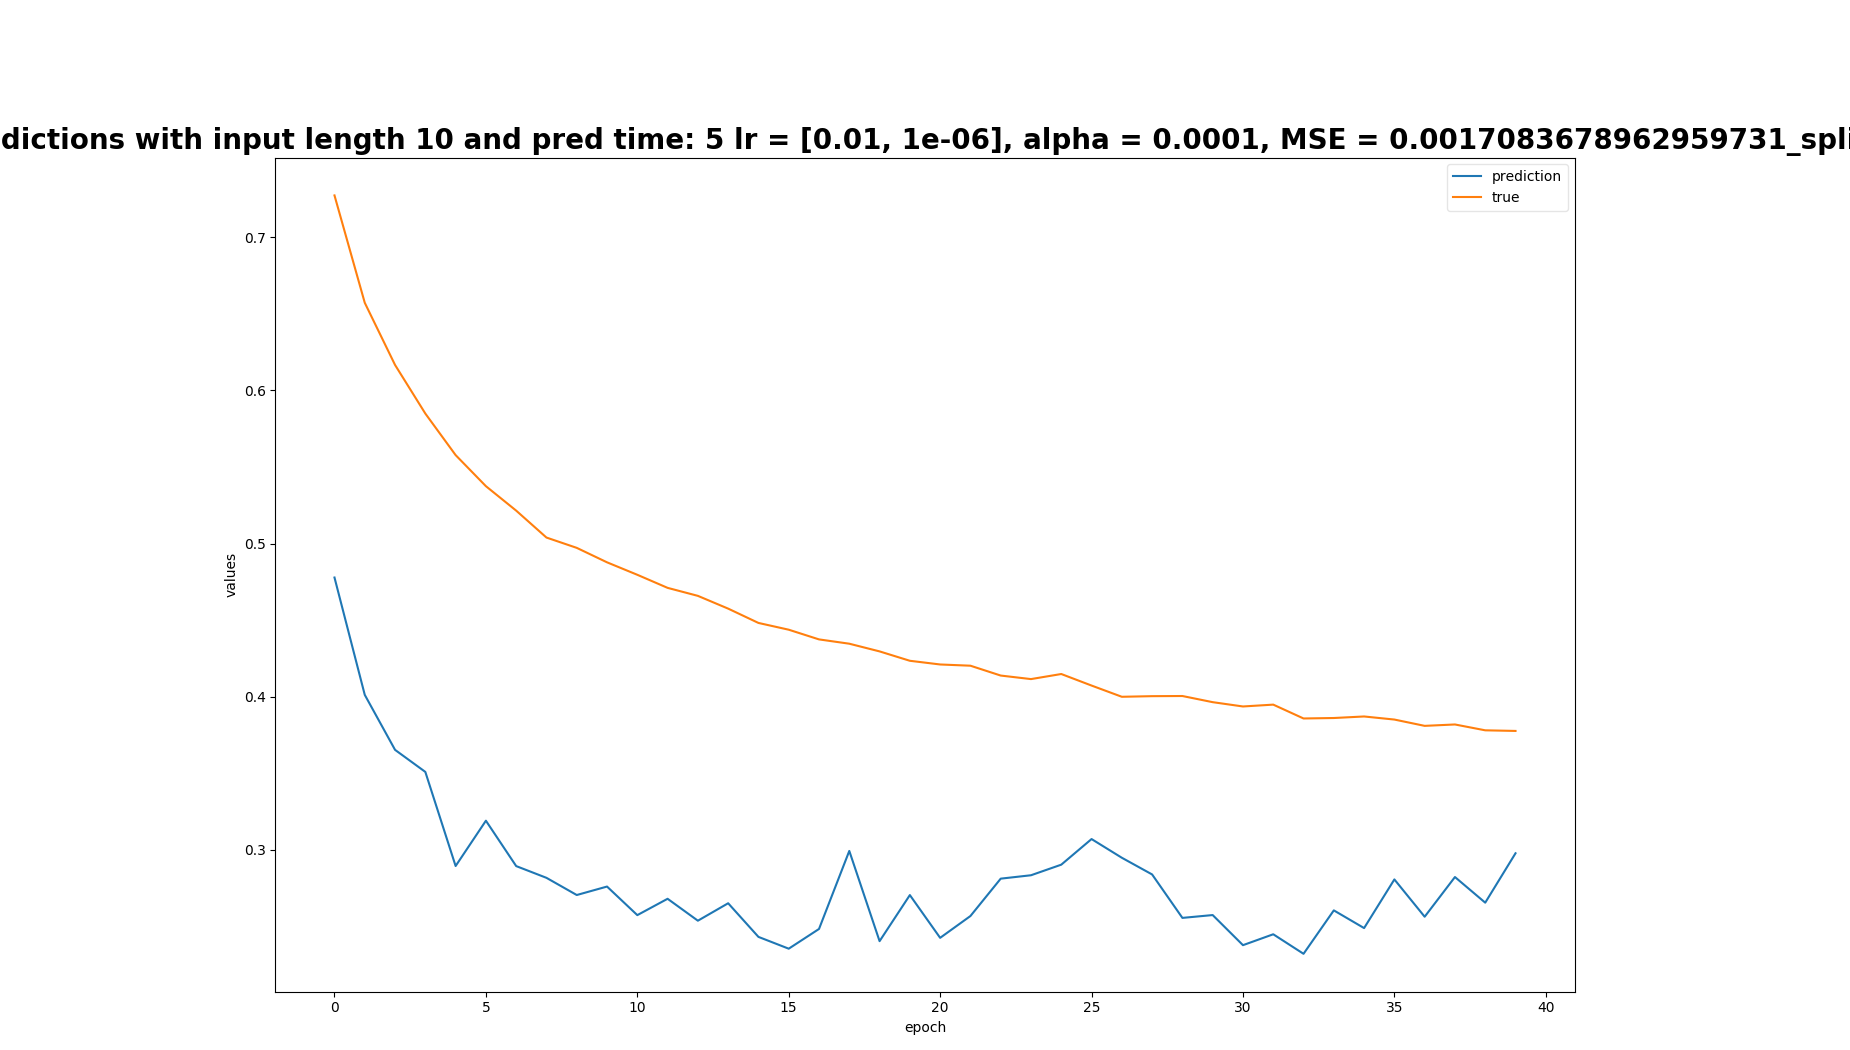 dictions with input length 10 and pred time: 5 lr = [0.01, 1e-06], alpha = 0.0001, MSE = 0.0017083678962959731_spli
prediction
true
0.7
0.6
0.5
0.4
0.3
values
0 5 10 15 20 25 30 35 40
epoch